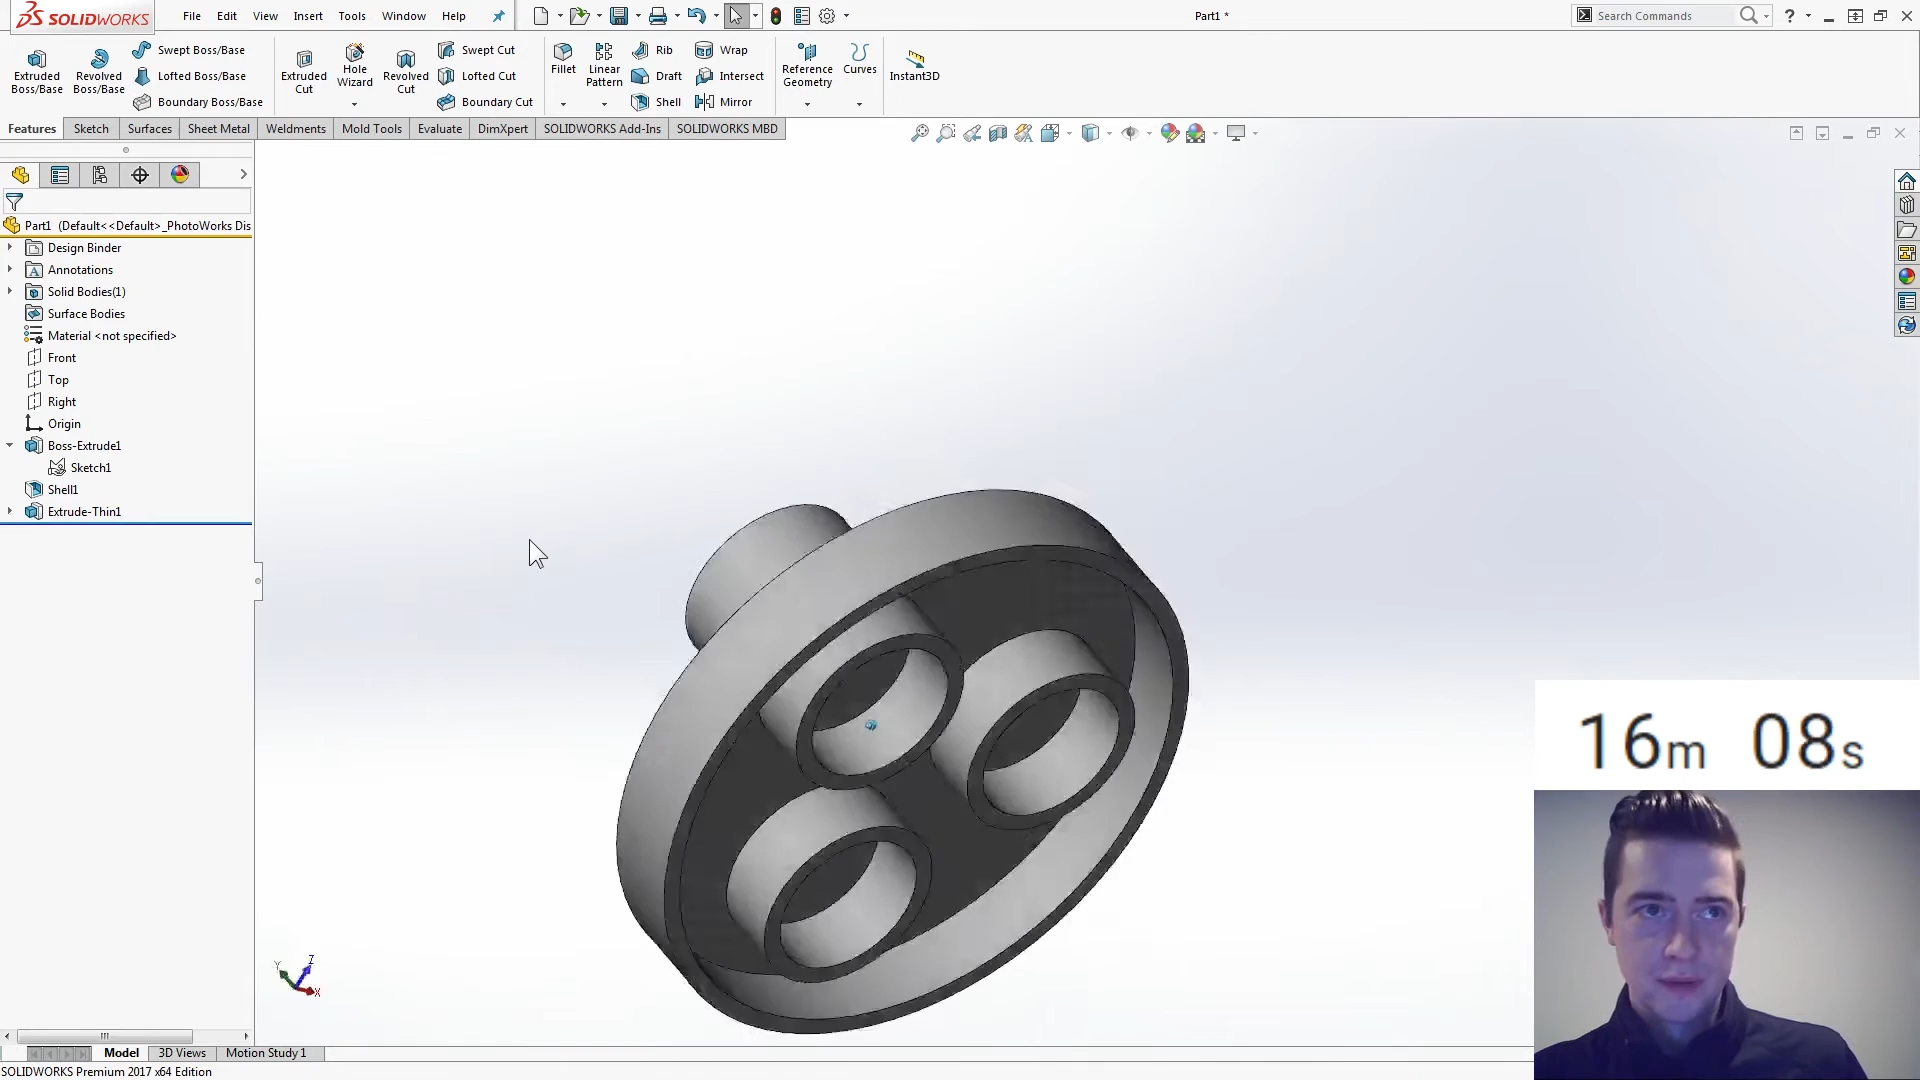 SOLIDWORKS File Edit View Insert Tools Window Help Part1 * Search Commands
Extruded Boss/Base
Revolved Boss/Base
Swept Boss/Base
Lofted Boss/Base
Boundary Boss/Base
Extruded Cut
Hole Wizard
Revolved Cut
Swept Cut
Lofted Cut
Boundary Cut
Fillet
Linear Pattern
Rib
Draft
Shell
Wrap
Intersect
Mirror
Reference Geometry
Curves
Instant3D
Features Sketch Surfaces Sheet Metal Weldments Mold Tools Evaluate DimXpert SOLIDWORKS Add-Ins SOLIDWORKS MBD
Part1 (Default<<Default>_PhotoWorks Dis
Design Binder
Annotations
Solid Bodies(1)
Surface Bodies
Material <not specified>
Front
Top
Right
Origin
Boss-Extrude1
Sketch1
Shell1
Extrude-Thin1
16m 08s
Y Z X
Model 3D Views Motion Study 1
SOLIDWORKS Premium 2017 x64 Edition